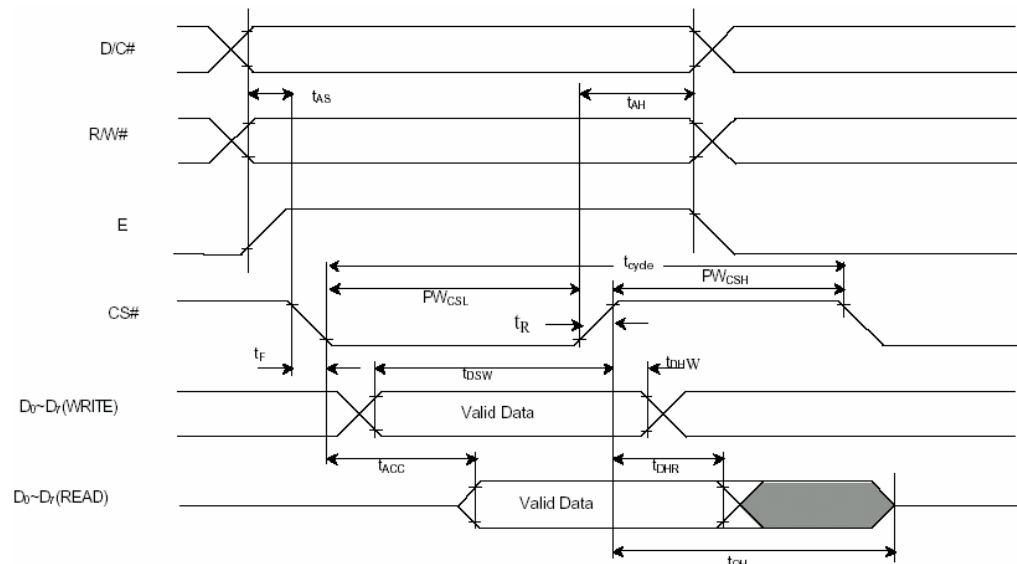 D/C#
tAS
tAH
R/W#
E
tcycle
PWCSL
PWCSH
CS#
tR
tF
tDSW
tDHW
D0~D7(WRITE)
Valid Data
tACC
tDHR
D0~D7(READ)
Valid Data